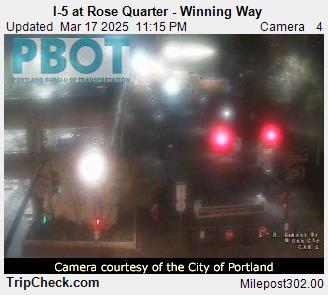 I-5 at Rose Quarter - Winning Way
Updated Mar 17 2025 11:15 PM Camera 4
PBOT
PORTLAND BUREAU OF TRANSPORTATION
Camera courtesy of the City of Portland
TripCheck.com Milepost302.00